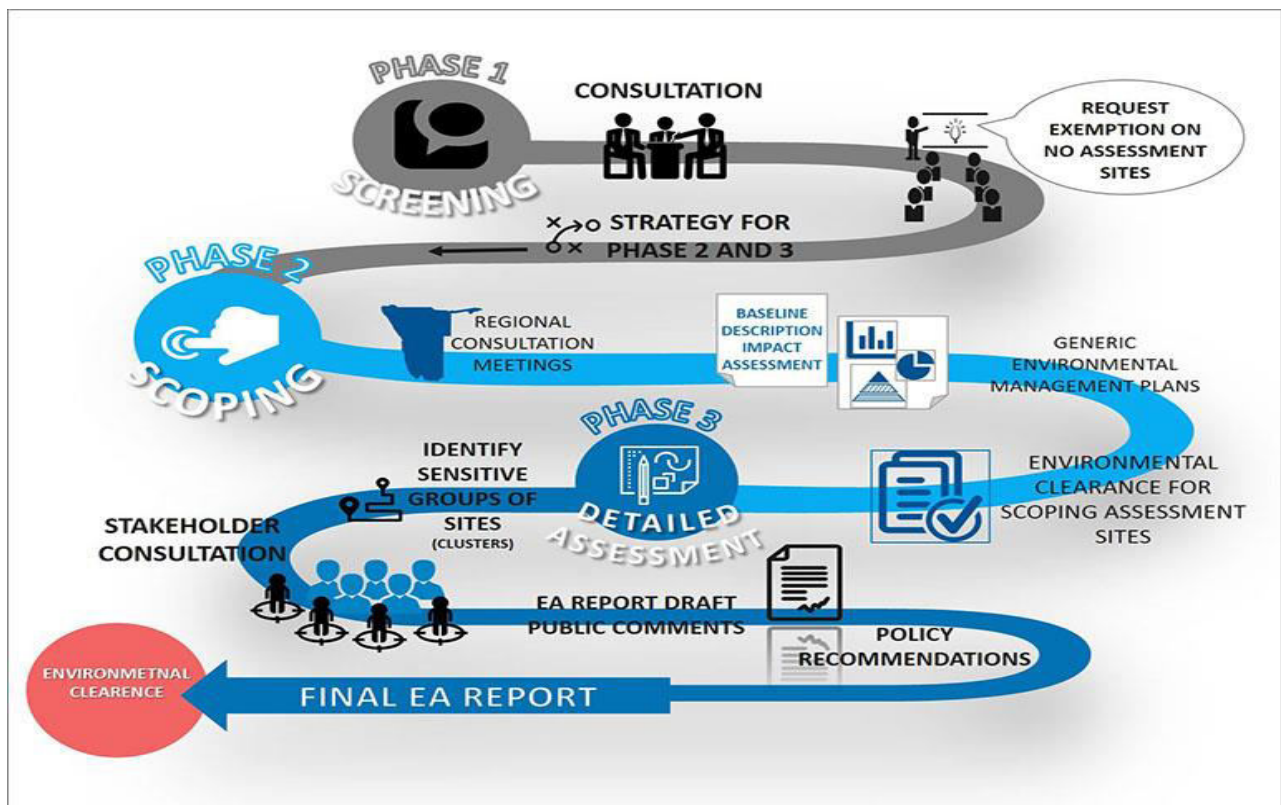 PHASE 1
SCREENING
CONSULTATION
REQUEST
EXEMPTION ON
NO ASSESSMENT
SITES
STRATEGY FOR
PHASE 2 AND 3
PHASE 2
SCOPING
REGIONAL
CONSULTATION
MEETINGS
BASELINE
DESCRIPTION
IMPACT
ASSESSMENT
GENERIC
ENVIRONMENTAL
MANAGEMENT PLANS
ENVIRONMENTAL
CLEARANCE FOR
SCOPING ASSESSMENT
SITES
PHASE 3
DETAILED
ASSESSMENT
IDENTIFY
SENSITIVE
GROUPS OF
SITES
(CLUSTERS)
STAKEHOLDER
CONSULTATION
EA REPORT DRAFT
PUBLIC COMMENTS
POLICY
RECOMMENDATIONS
FINAL EA REPORT
ENVIRONMETNAL
CLEARENCE